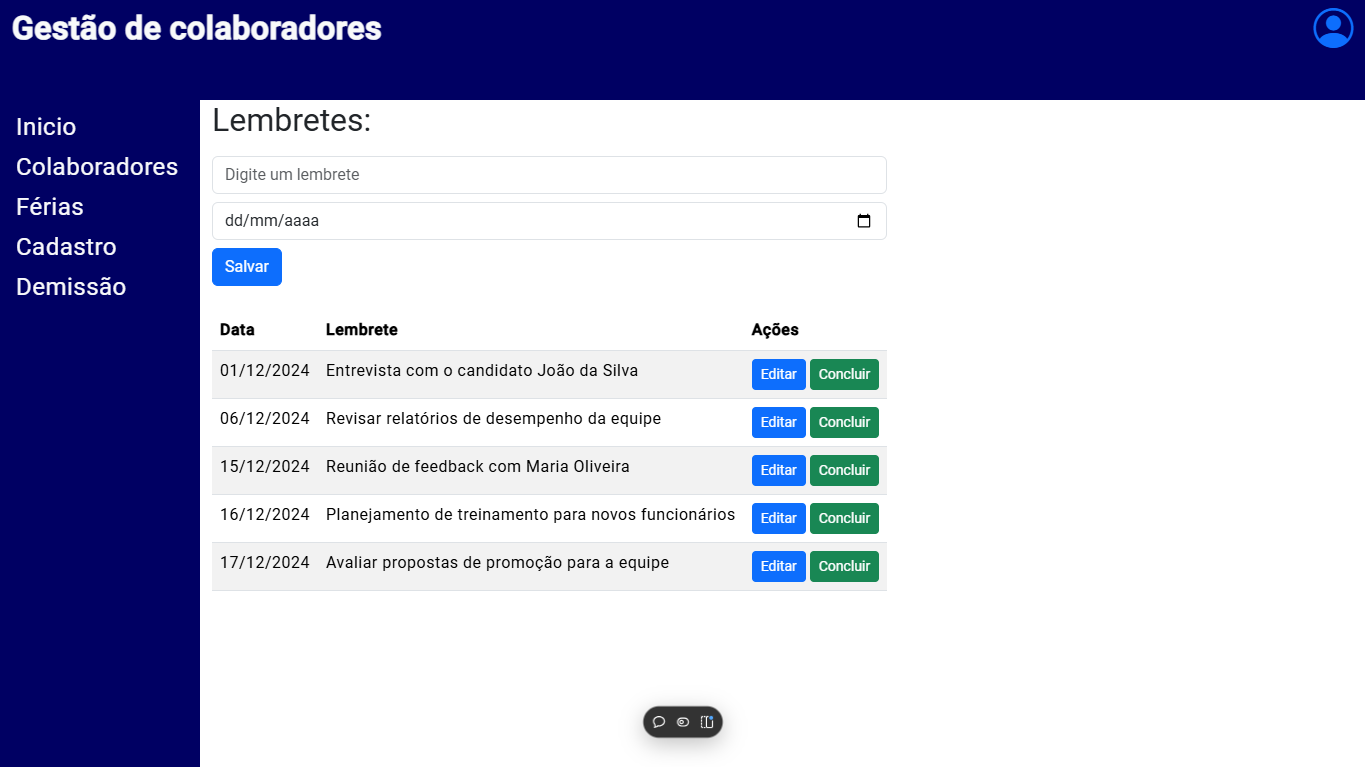 Gestão de colaboradores
Inicio
Colaboradores
Férias
Cadastro
Demissão
Lembretes:
Digite um lembrete
dd/mm/aaaa
Salvar
Data Lembrete Ações
01/12/2024 Entrevista com o candidato João da Silva Editar Concluir
06/12/2024 Revisar relatórios de desempenho da equipe Editar Concluir
15/12/2024 Reunião de feedback com Maria Oliveira Editar Concluir
16/12/2024 Planejamento de treinamento para novos funcionários Editar Concluir
17/12/2024 Avaliar propostas de promoção para a equipe Editar Concluir